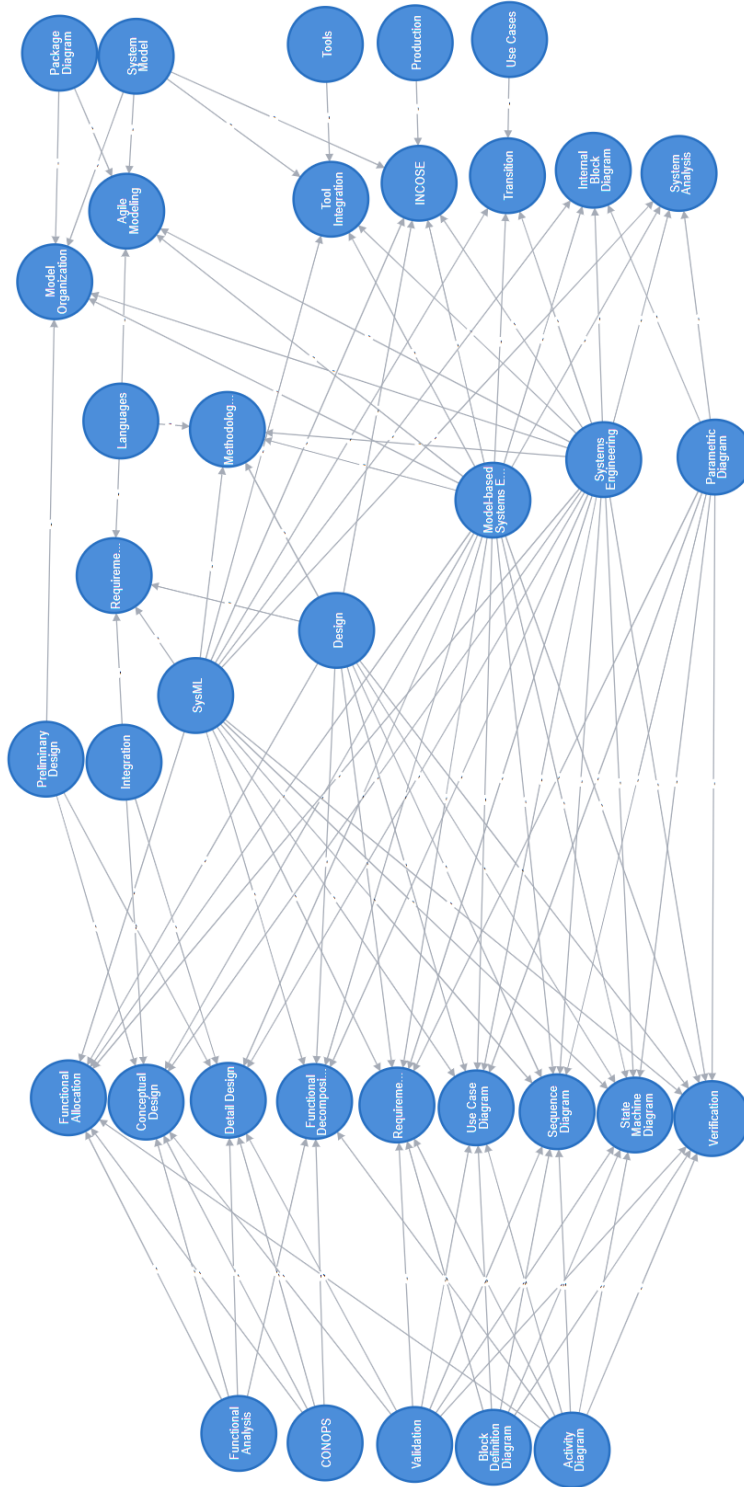 Package
Diagram
System
Model
Tools
Production
Use Cases
Model
Organization
Agile
Modeling
Tool
Integration
INCOSE
Transition
Internal
Block
Diagram
System
Analysis
Languages
Methodolog...
Model-based
Systems E...
Systems
Engineering
Parametric
Diagram
Requireme...
Design
SysML
Preliminary
Design
Integration
Functional
Allocation
Conceptual
Design
Detail Design
Functional
Decomposi...
Requireme...
Use Case
Diagram
Sequence
Diagram
State
Machine
Diagram
Verification
Functional
Analysis
CONOPS
Validation
Block
Definition
Diagram
Activity
Diagram